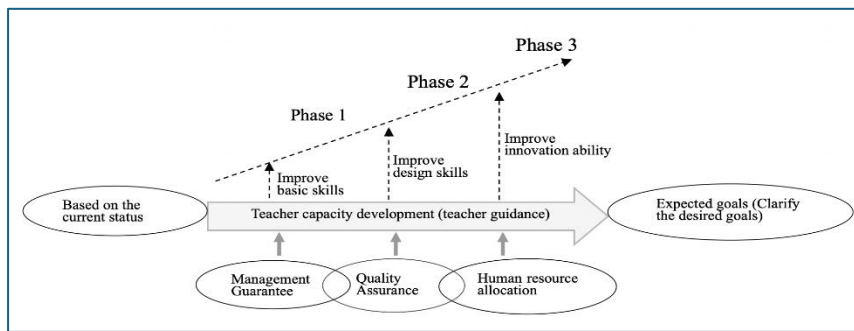 Phase 3
Phase 2
Phase 1
Improve
innovation ability
Improve
design skills
Improve
basic skills
Based on the
current status
Teacher capacity development (teacher guidance)
Expected goals (Clarify
the desired goals)
Management
Guarantee
Quality
Assurance
Human resource
allocation